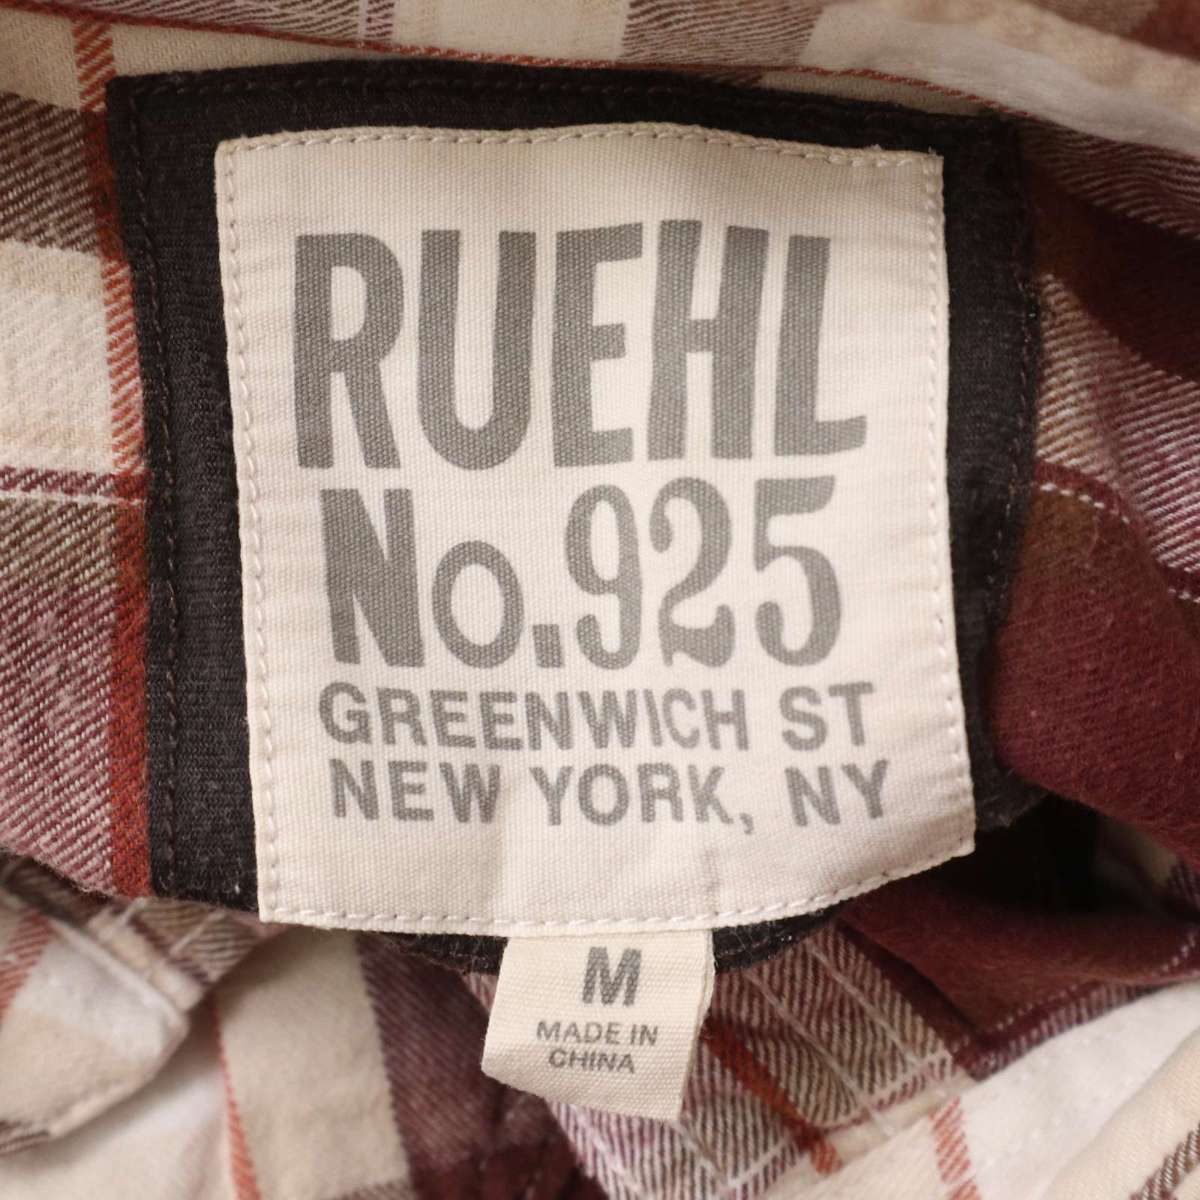 RUEHL
No.925
GREENWICH ST
NEW YORK, NY
M
MADE IN
CHINA